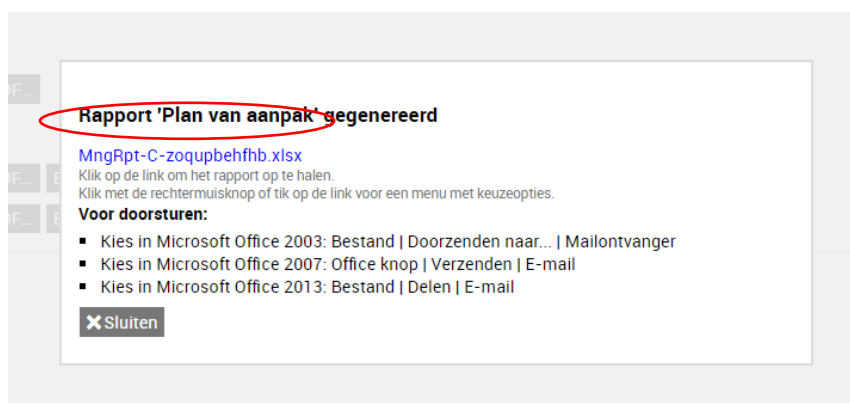 Rapport 'Plan van aanpak' gegenereerd
MngRpt-C-zoqupbehfhb.xlsx
Klik op de link om het rapport op te halen.
Klik met de rechtermuisknop of tik op de link voor een menu met keuzeopties.
Voor doorsturen:
Kies in Microsoft Office 2003: Bestand | Doorzenden naar... | Mailontvanger
Kies in Microsoft Office 2007: Office knop | Verzenden | E-mail
Kies in Microsoft Office 2013: Bestand | Delen | E-mail
Sluiten